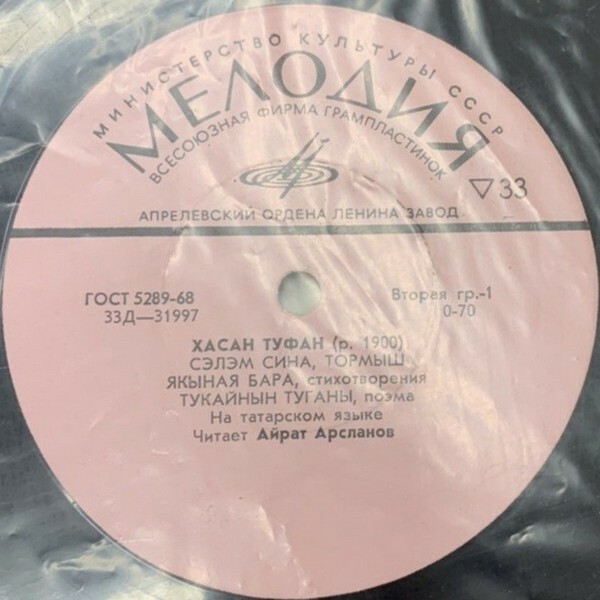 МИНИСТЕРСТВО КУЛЬТУРЫ СССР
МЕЛОДИЯ
ВСЕСОЮЗНАЯ ФИРМА ГРАМПЛАСТИНОК
▽33
АПРЕЛЕВСКИЙ ОРДЕНА ЛЕНИНА ЗАВОД
ГОСТ 5289-68
33Д—31997
Вторая гр.-1
0-70
ХАСАН ТУФАН (р. 1900)
СЭЛЭМ СИНА, ТОРМЫШ
ЯКЫНАЯ БАРА, стихотворения
ТУКАЙНЫН ТУГАНЫ, поэма
На татарском языке
Читает Айрат Арсланов